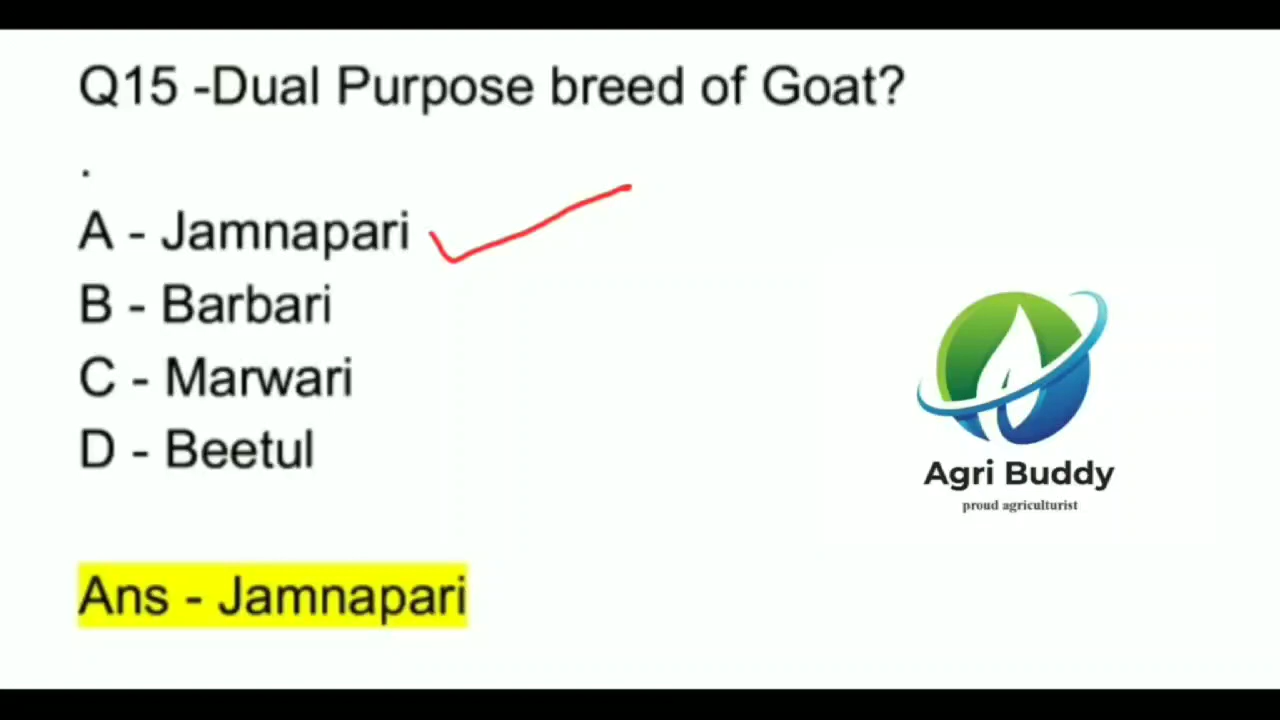 Q15 -Dual Purpose breed of Goat?
.
A - Jamnapari
B - Barbari
C - Marwari
D - Beetul
Agri Buddy
proud agriculturist
Ans - Jamnapari